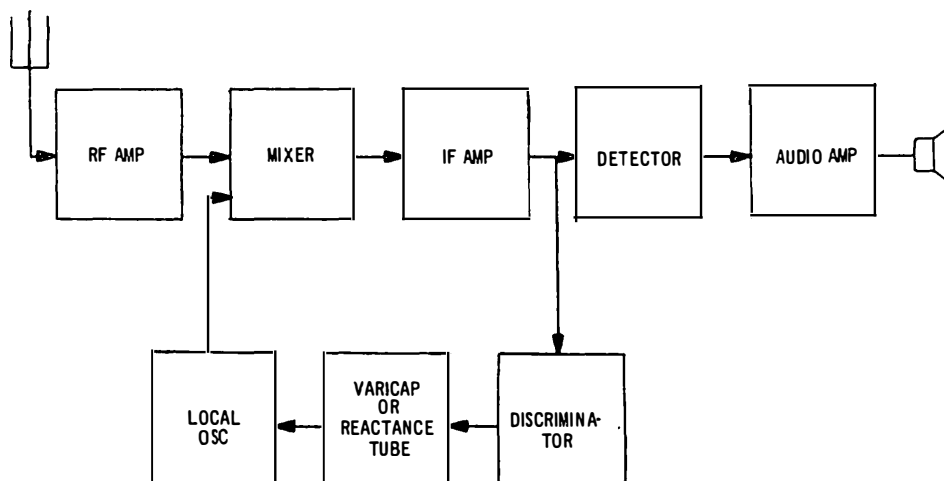 RF AMP
MIXER
IF AMP
DETECTOR
AUDIO AMP
LOCAL
OSC
VARICAP
OR
REACTANCE
TUBE
DISCRIMINA-
TOR